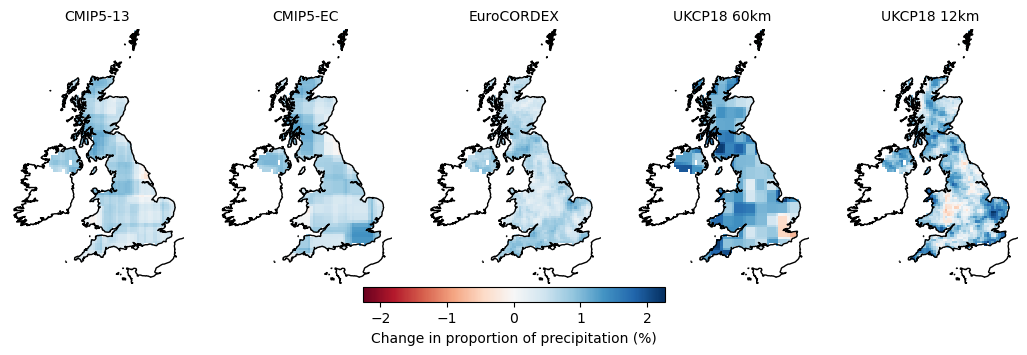 CMIP5-13 CMIP5-EC EuroCORDEX UKCP18 60km UKCP18 12km
−2 −1 0 1 2
Change in proportion of precipitation (%)